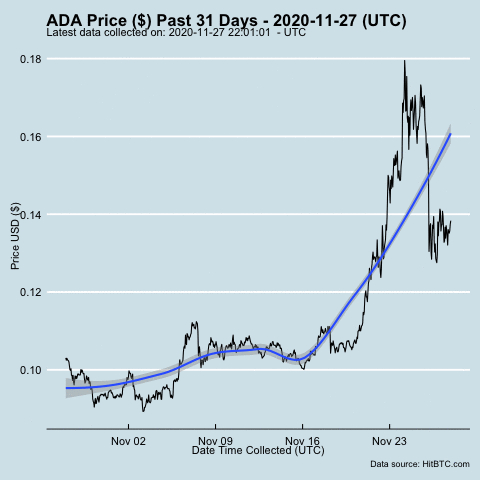 ADA Price ($) Past 31 Days - 2020-11-27 (UTC)
Latest data collected on: 2020-11-27 22:01:01 - UTC
0.18
0.16
0.14
0.12
0.10
Price USD ($)
Nov 02
Nov 09
Nov 16
Nov 23
Date Time Collected (UTC)
Data source: HitBTC.com